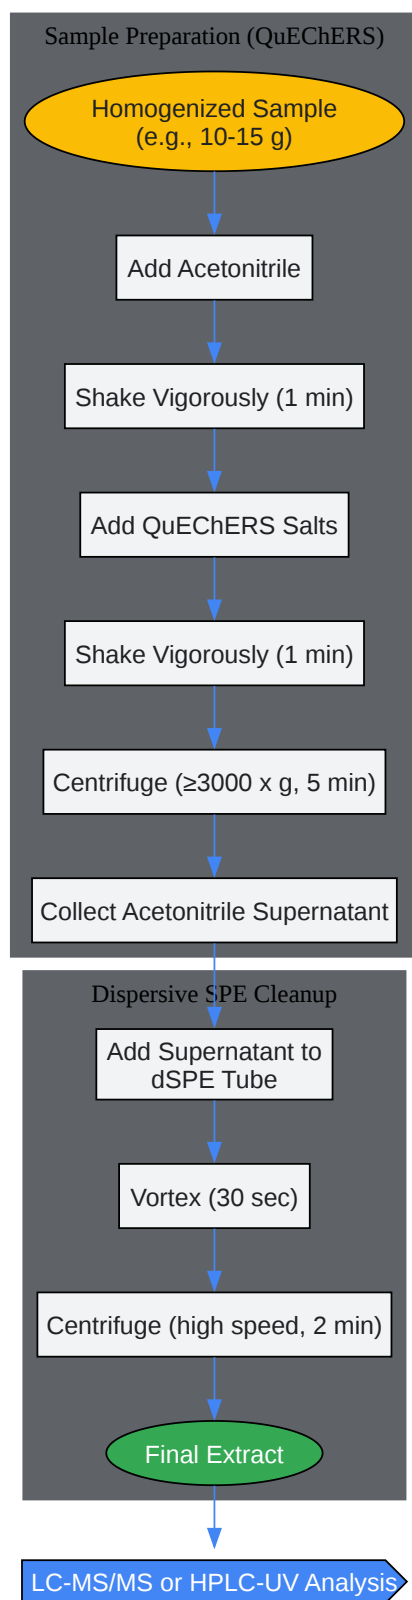 Sample Preparation (QuEChERS)
Homogenized Sample
(e.g., 10-15 g)
Add Acetonitrile
Shake Vigorously (1 min)
Add QuEChERS Salts
Shake Vigorously (1 min)
Centrifuge (≥3000 x g, 5 min)
Collect Acetonitrile Supernatant
Dispersive SPE Cleanup
Add Supernatant to
dSPE Tube
Vortex (30 sec)
Centrifuge (high speed, 2 min)
Final Extract
LC-MS/MS or HPLC-UV Analysis